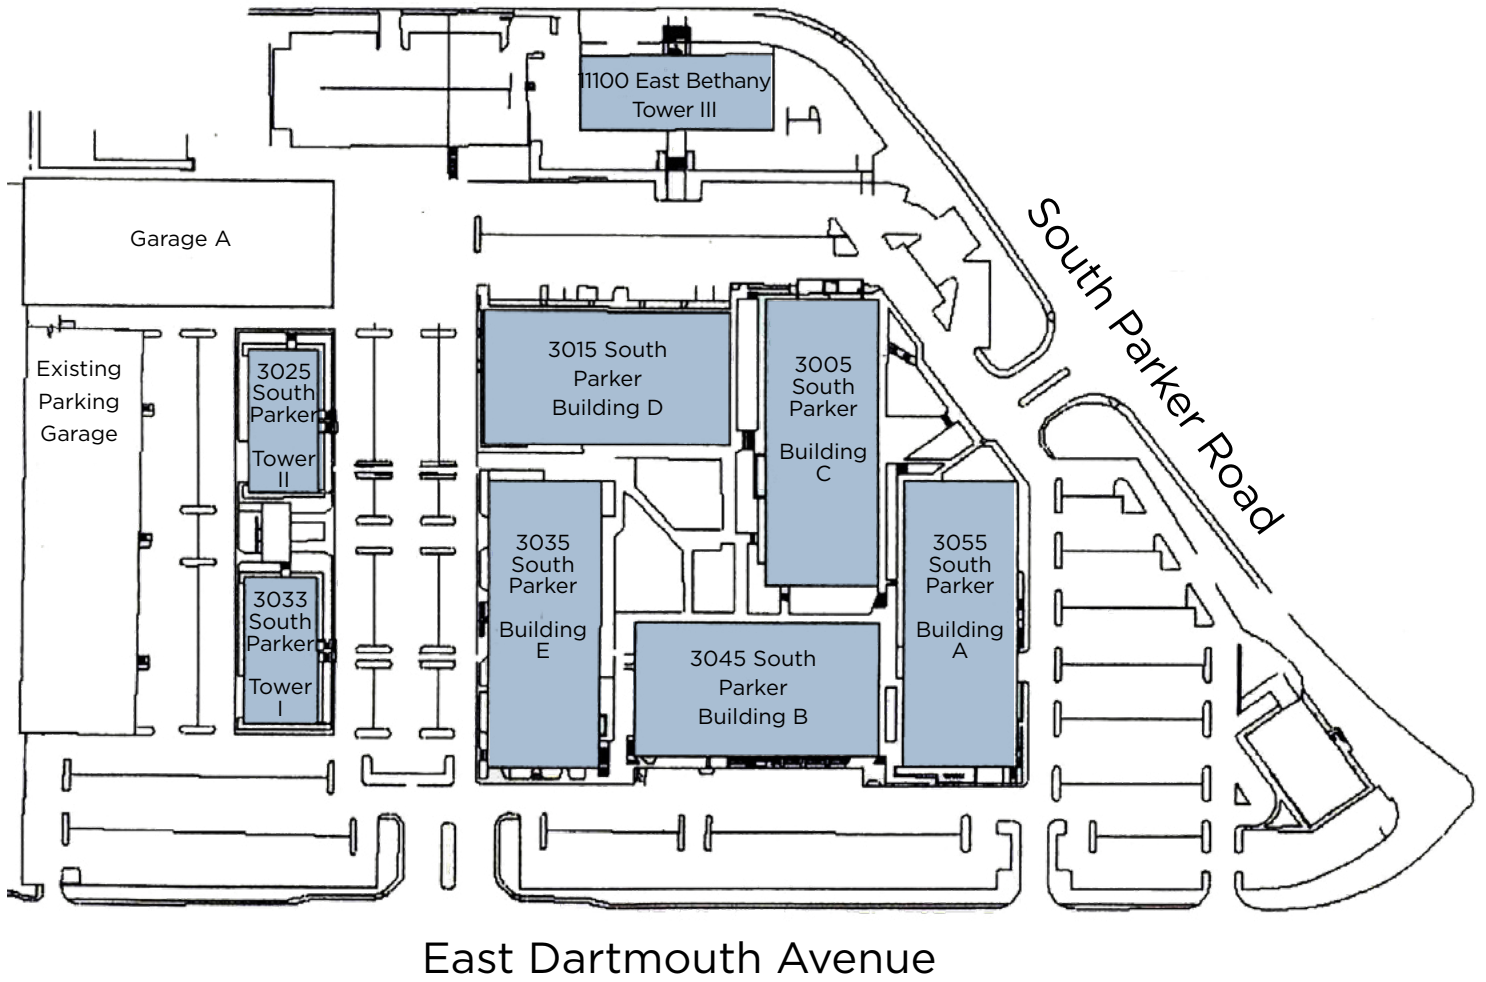 11100 East Bethany
Tower III
Garage A
South Parker Road
Existing
Parking
Garage
3025
South
Parker
Tower
II
3015 South
Parker
Building D
3005
South
Parker
Building
C
3035
South
Parker
Building
E
3055
South
Parker
Building
A
3033
South
Parker
Tower
I
3045 South
Parker
Building B
East Dartmouth Avenue